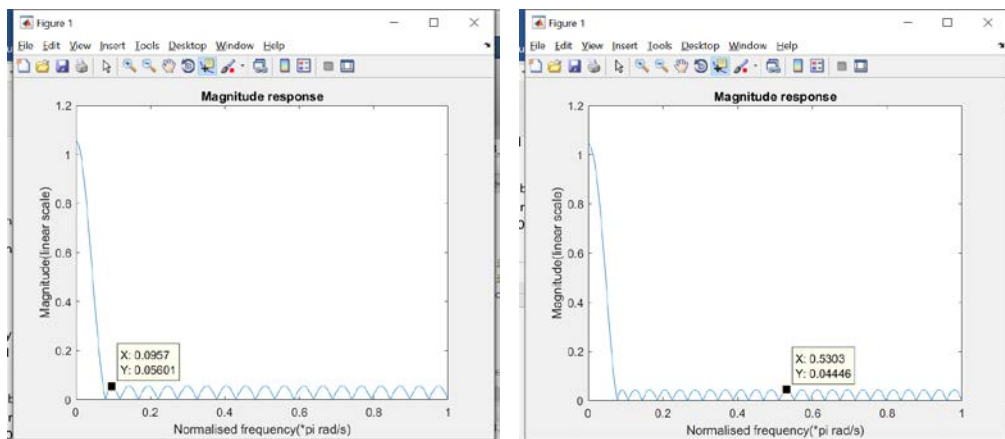 Figure 1
File Edit View Insert Tools Desktop Window Help
Magnitude response
1.2
1
0.8
0.6
0.4
0.2
0
Magnitude(linear scale)
X: 0.0957
Y: 0.05601
0 0.2 0.4 0.6 0.8 1
Normalised frequency(*pi rad/s)
Figure 1
File Edit View Insert Tools Desktop Window Help
Magnitude response
1.2
1
0.8
0.6
0.4
0.2
0
Magnitude(linear scale)
X: 0.5303
Y: 0.04446
0 0.2 0.4 0.6 0.8 1
Normalised frequency(*pi rad/s)